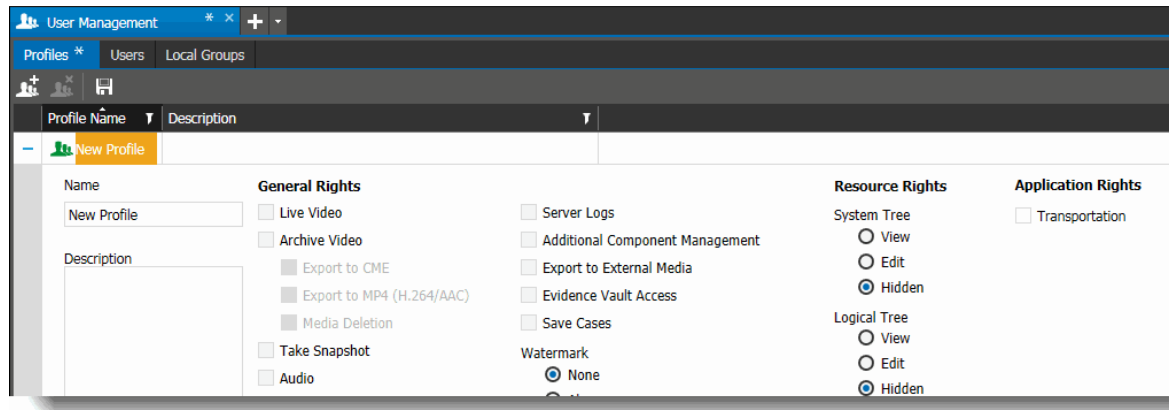 User Management * ×
Profiles * Users Local Groups
Profile Name Description
New Profile
Name
New Profile
Description
General Rights
Live Video
Archive Video
Export to CME
Export to MP4 (H.264/AAC)
Media Deletion
Take Snapshot
Audio
Server Logs
Additional Component Management
Export to External Media
Evidence Vault Access
Save Cases
Watermark
None
Resource Rights
System Tree
View
Edit
Hidden
Logical Tree
View
Edit
Hidden
Application Rights
Transportation